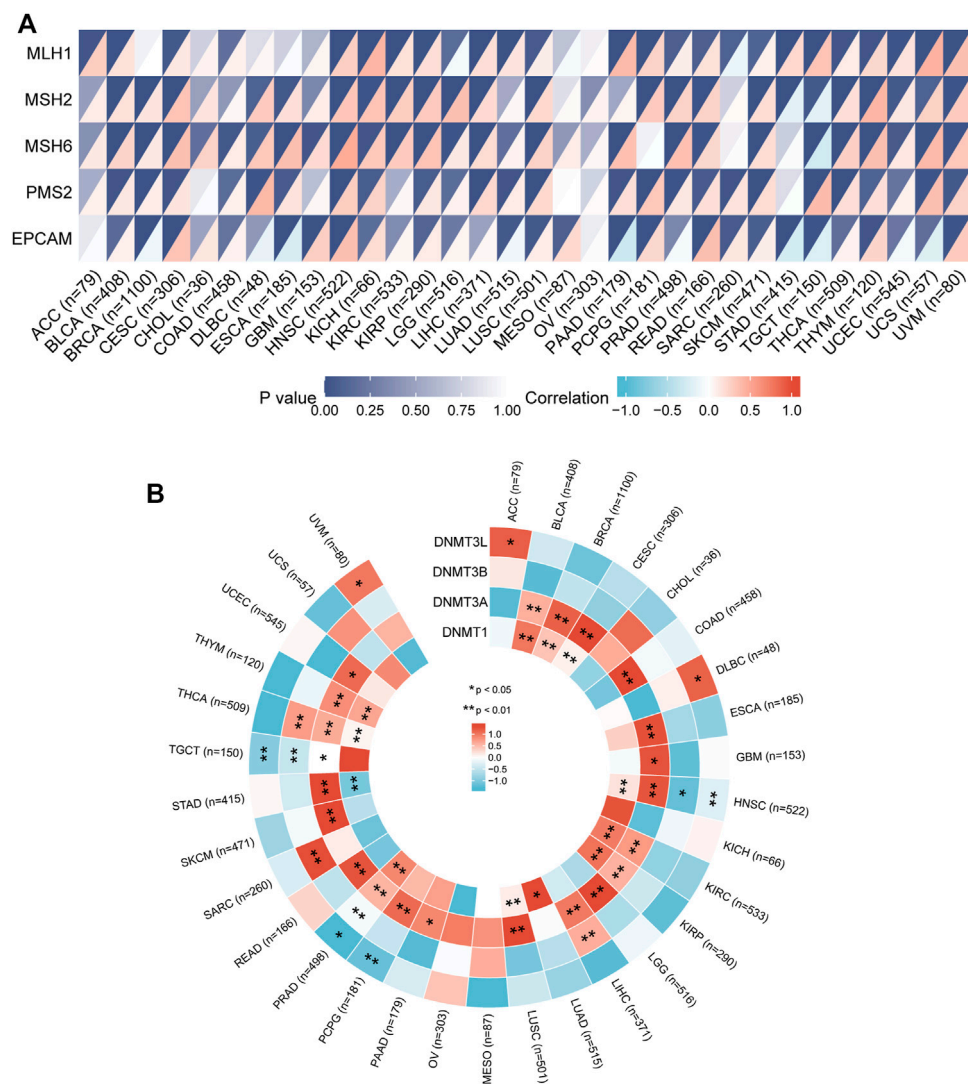 A
MLH1
MSH2
MSH6
PMS2
EPCAM
ACC (n=79)
BLCA (n=408)
BRCA (n=1100)
CESC (n=306)
CHOL (n=36)
COAD (n=458)
DLBC (n=48)
ESCA (n=185)
GBM (n=153)
HNSC (n=522)
KICH (n=66)
KIRC (n=533)
KIRP (n=290)
LGG (n=516)
LIHC (n=371)
LUAD (n=515)
LUSC (n=501)
MESO (n=87)
OV (n=303)
PAAD (n=179)
PCPG (n=181)
PRAD (n=498)
READ (n=166)
SARC (n=260)
SKCM (n=471)
STAD (n=415)
TGCT (n=150)
THCA (n=509)
THYM (n=120)
UCEC (n=545)
UCS (n=57)
UVM (n=80)
P value
0.00 0.25 0.50 0.75 1.00
Correlation
−1.0 −0.5 0.0 0.5 1.0
B
DNMT3L
DNMT3B
DNMT3A
DNMT1
ACC (n=79)
BLCA (n=408)
BRCA (n=1100)
CESC (n=306)
CHOL (n=36)
COAD (n=458)
DLBC (n=48)
ESCA (n=185)
GBM (n=153)
HNSC (n=522)
KICH (n=66)
KIRC (n=533)
KIRP (n=290)
LGG (n=516)
LIHC (n=371)
LUAD (n=515)
LUSC (n=501)
MESO (n=87)
OV (n=303)
PAAD (n=179)
PCPG (n=181)
PRAD (n=498)
READ (n=166)
SARC (n=260)
SKCM (n=471)
STAD (n=415)
TGCT (n=150)
THCA (n=509)
THYM (n=120)
UCEC (n=545)
UCS (n=57)
UVM (n=80)
*p < 0.05
**p < 0.01
1.0
0.5
0.0
−0.5
−1.0